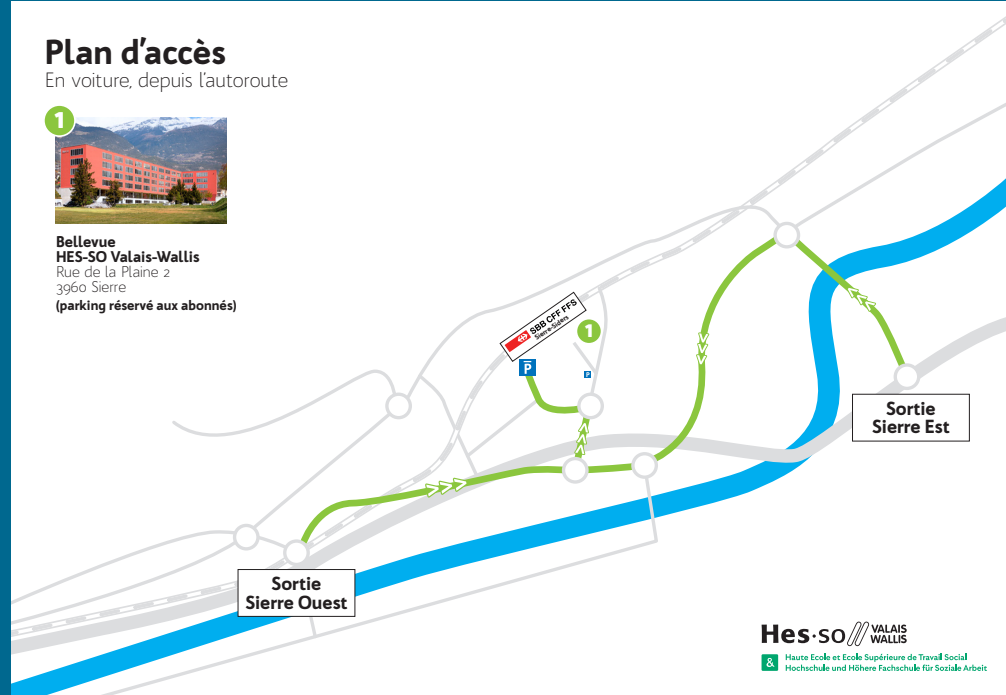 Plan d'accès
En voiture, depuis l'autoroute
1
Bellevue
HES-SO Valais-Wallis
Rue de la Plaine 2
3960 Sierre
(parking réservé aux abonnés)
SBB CFF FFS
Sierre-Siders
1
P
P
Sortie
Sierre Est
Sortie
Sierre Ouest
Hes·so VALAIS
WALLIS
& Haute Ecole et Ecole Supérieure de Travail Social
Hochschule und Höhere Fachschule für Soziale Arbeit